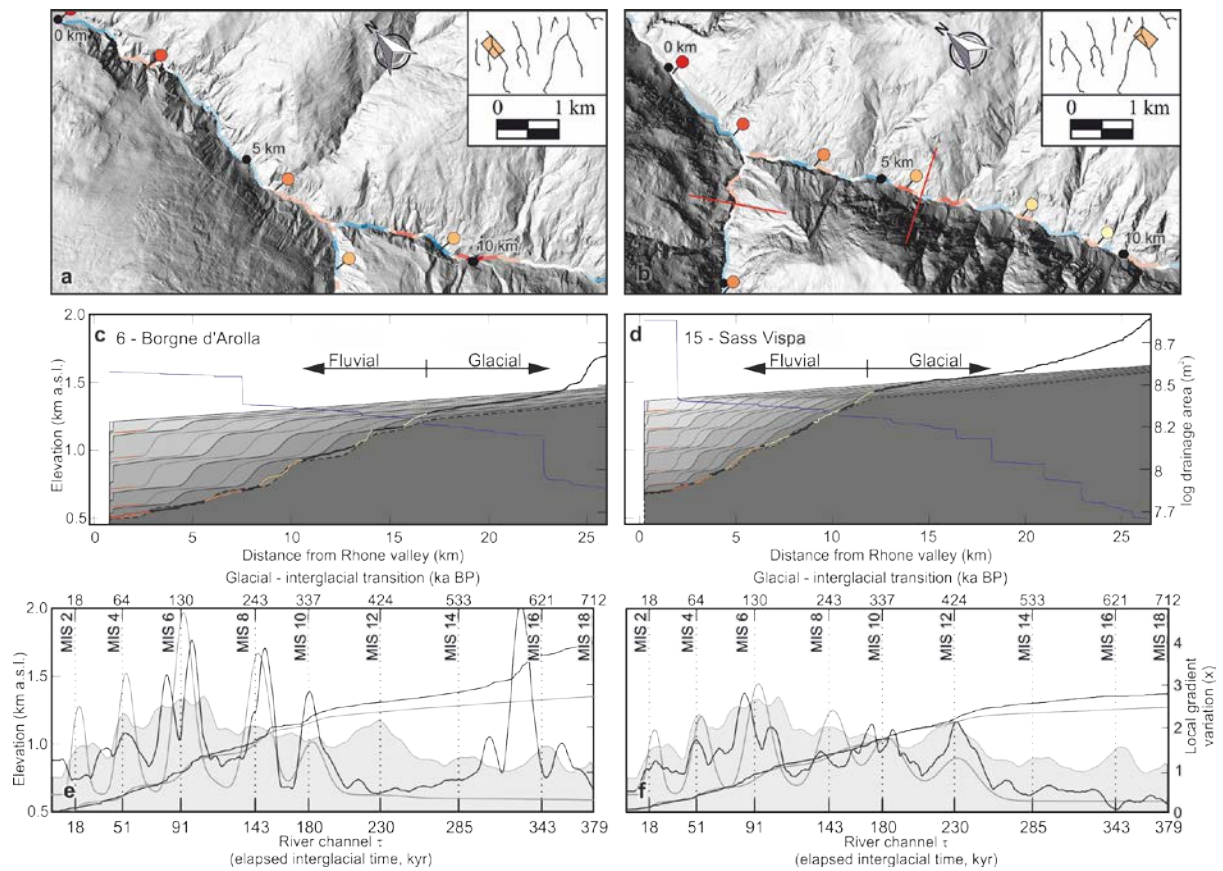 N
0 km
5 km
10 km
0 1 km
a
N
0 km
5 km
10 km
0 1 km
b
c 6 - Borgne d'Arolla
Fluvial Glacial
Elevation (km a.s.l.)
2.0
1.5
1.0
0.5
0 5 10 15 20 25
Distance from Rhone valley (km)
d 15 - Sass Vispa
Fluvial Glacial
8.7
8.5
8.2
8
7.7
log drainage area (m²)
0 5 10 15 20 25
Distance from Rhone valley (km)
Glacial - interglacial transition (ka BP)
18 64 130 243 337 424 533 621 712
MIS 2 MIS 4 MIS 6 MIS 8 MIS 10 MIS 12 MIS 14 MIS 16 MIS 18
Elevation (km a.s.l.)
2.0
1.5
1.0
0.5
e
18 51 91 143 180 230 285 343 379
River channel τ
(elapsed interglacial time, kyr)
Glacial - interglacial transition (ka BP)
18 64 130 243 337 424 533 621 712
MIS 2 MIS 4 MIS 6 MIS 8 MIS 10 MIS 12 MIS 14 MIS 16 MIS 18
4
3
2
1
0
Local gradient
variation (x)
f
18 51 91 143 180 230 285 343 379
River channel τ
(elapsed interglacial time, kyr)